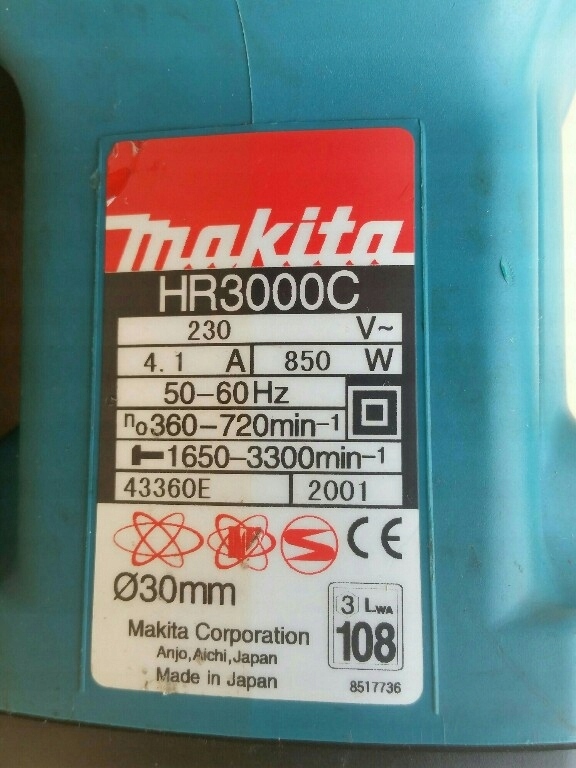 makita
HR3000C
230 V~
4.1 A 850 W
50-60Hz
no360-720min-1
1650-3300min-1
43360E 2001
CE
Ø30mm
3 LWA
108
Makita Corporation
Anjo,Aichi,Japan
Made in Japan
8517736